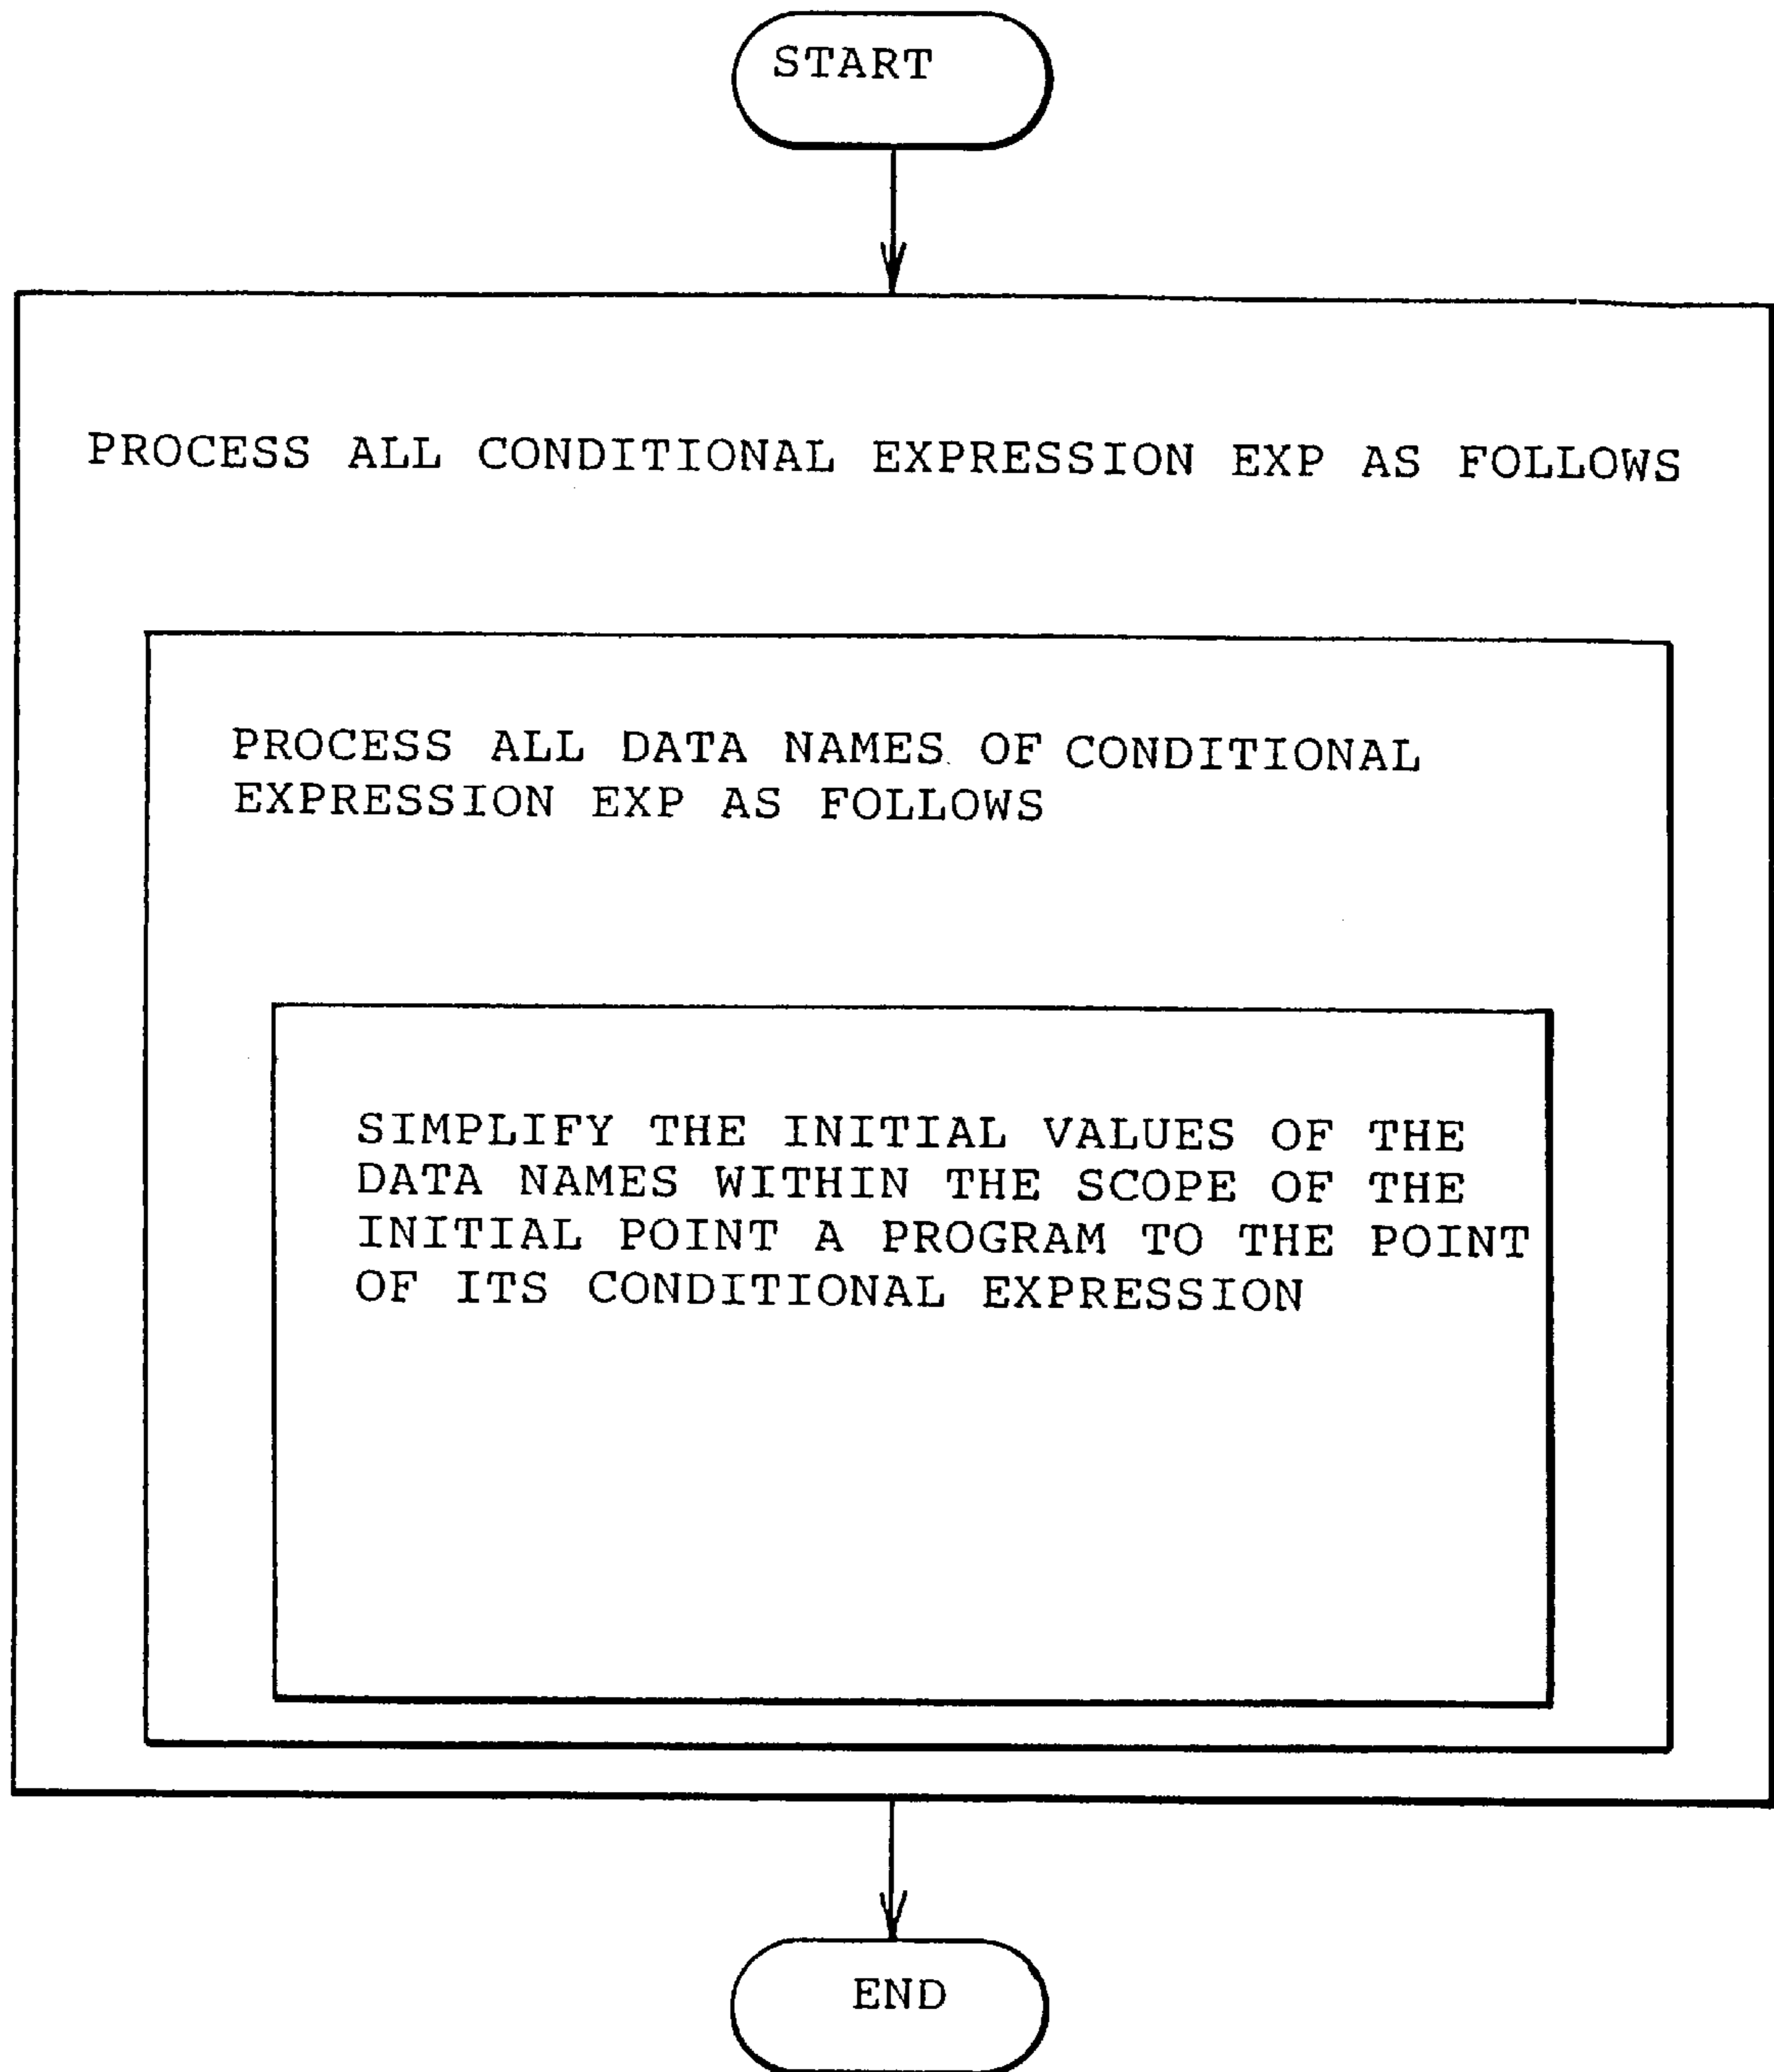 START
PROCESS ALL CONDITIONAL EXPRESSION EXP AS FOLLOWS
PROCESS ALL DATA NAMES OF CONDITIONAL
EXPRESSION EXP AS FOLLOWS
SIMPLIFY THE INITIAL VALUES OF THE
DATA NAMES WITHIN THE SCOPE OF THE
INITIAL POINT A PROGRAM TO THE POINT
OF ITS CONDITIONAL EXPRESSION
END